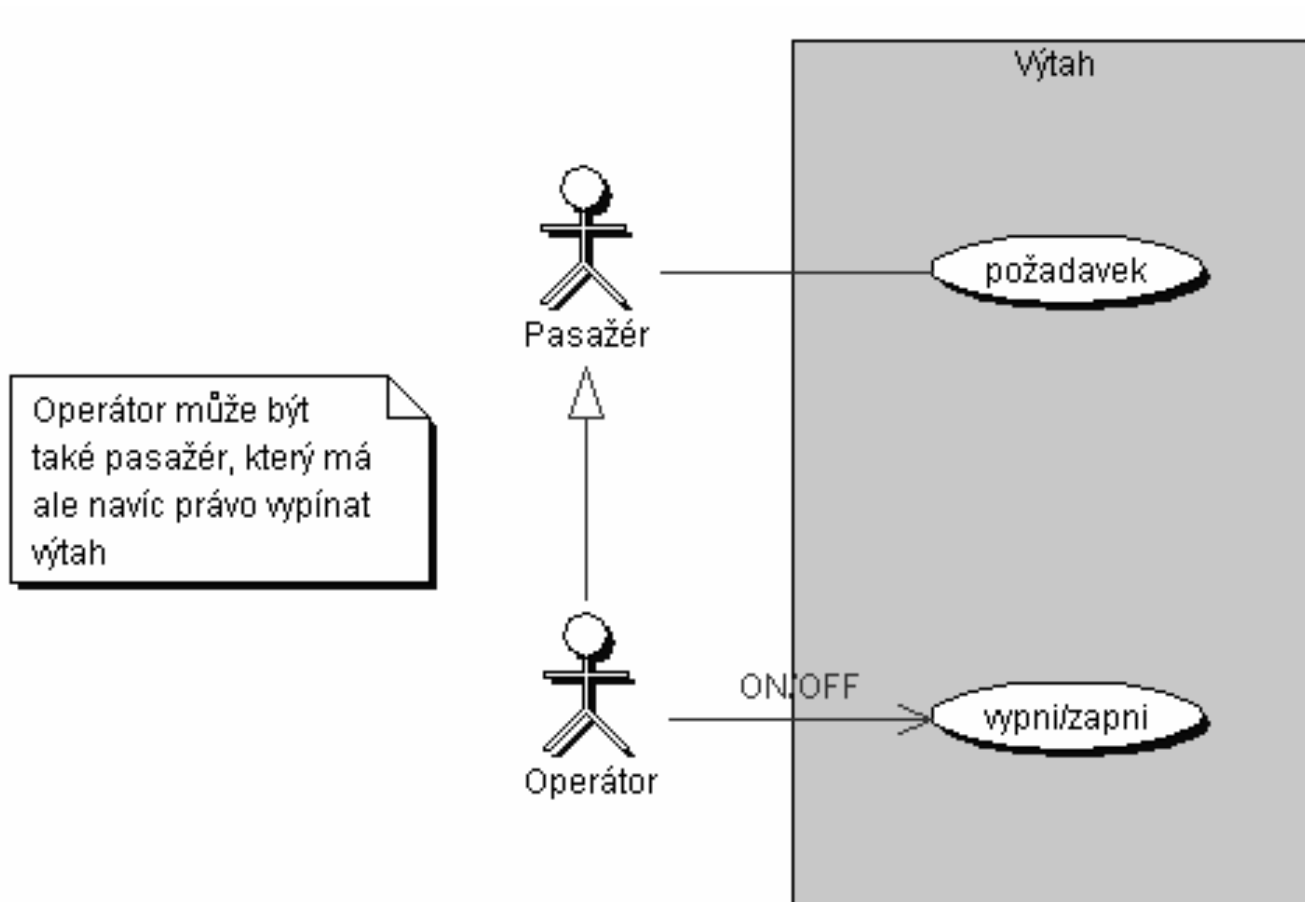 Výtah
požadavek
Pasažér
Operátor může být
také pasažér, který má
ale navíc právo vypínat
výtah
ON/OFF
vypni/zapni
Operátor